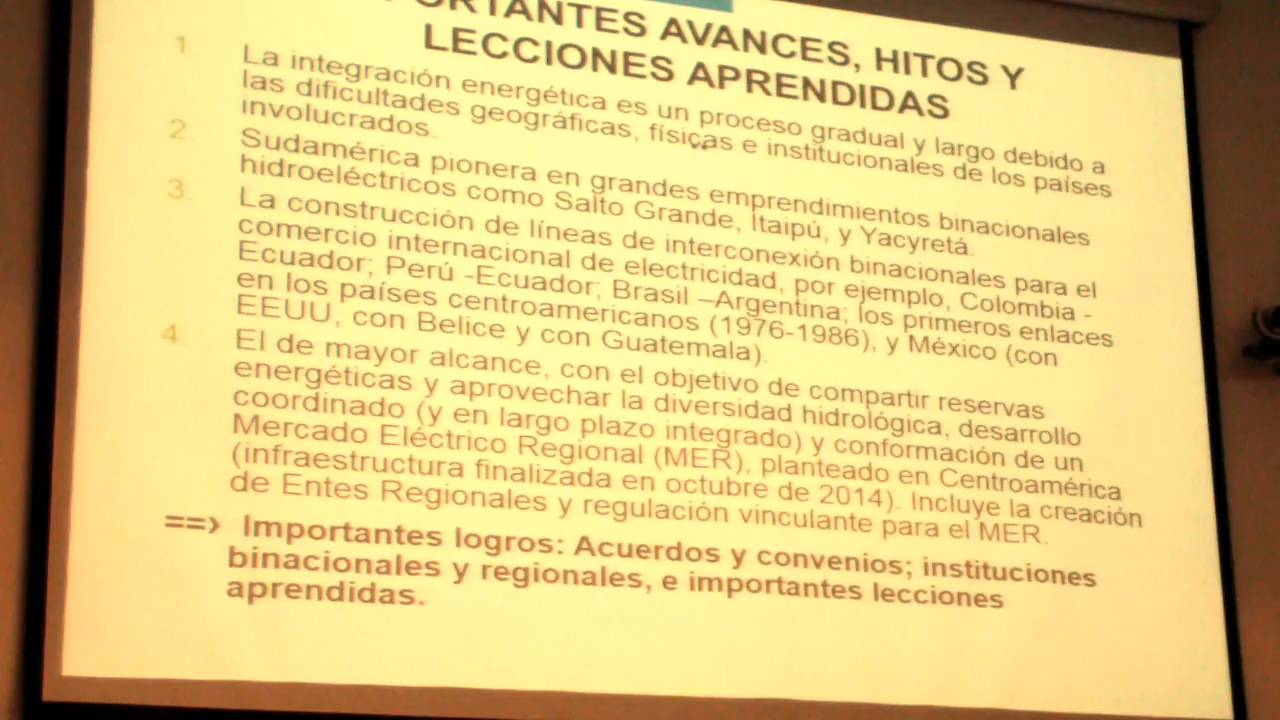 PORTANTES AVANCES, HITOS Y
LECCIONES APRENDIDAS
1. La integración energética es un proceso gradual y largo debido a
las dificultades geográficas, físicas e institucionales de los países
involucrados.
2. Sudamérica pionera en grandes emprendimientos binacionales
hidroeléctricos como Salto Grande, Itaipú, y Yacyretá.
3. La construcción de líneas de interconexión binacionales para el
comercio internacional de electricidad, por ejemplo, Colombia -
Ecuador; Perú -Ecuador; Brasil –Argentina; los primeros enlaces
en los países centroamericanos (1976-1986), y México (con
EEUU, con Belice y con Guatemala).
4. El de mayor alcance, con el objetivo de compartir reservas
energéticas y aprovechar la diversidad hidrológica, desarrollo
coordinado (y en largo plazo integrado) y conformación de un
Mercado Eléctrico Regional (MER), planteado en Centroamérica
(infraestructura finalizada en octubre de 2014). Incluye la creación
de Entes Regionales y regulación vinculante para el MER.
==› Importantes logros: Acuerdos y convenios; instituciones
binacionales y regionales, e importantes lecciones
aprendidas.